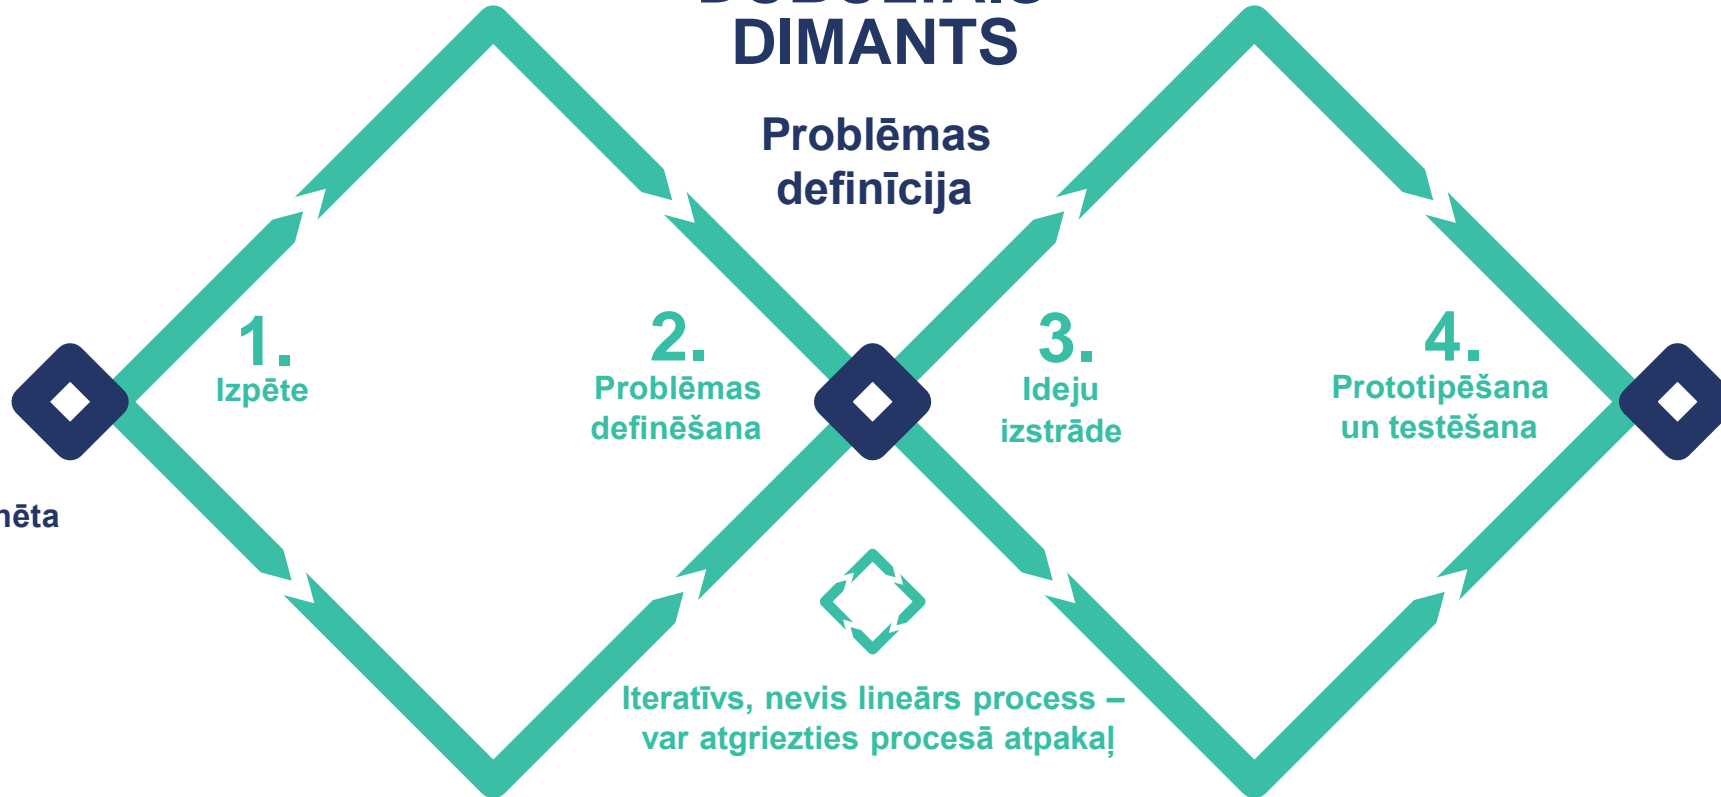 DIMANTS
Problēmas
definīcija
1.
Izpēte
2.
Problēmas
definēšana
3.
Ideju
izstrāde
4.
Prototipēšana
un testēšana
Iteratīvs, nevis lineārs process –
var atgriezties procesā atpakaļ